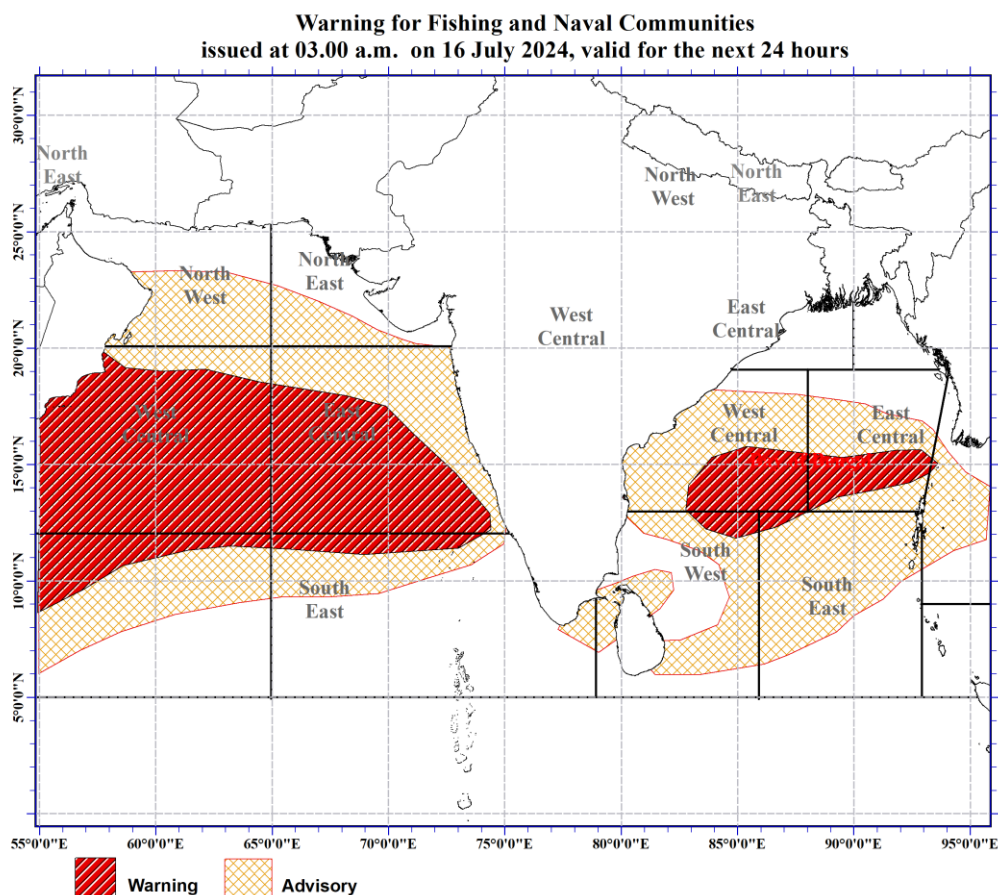 Warning for Fishing and Naval Communities
issued at 03.00 a.m. on 16 July 2024, valid for the next 24 hours
30°0'0"N
25°0'0"N
20°0'0"N
15°0'0"N
10°0'0"N
5°0'0"N
North
East
North
West
North
East
North
West
North
East
West
Central
East
Central
West
Central
East
Central
West
Central
East
Central
South
West
South
East
South
East
55°0'0"E 60°0'0"E 65°0'0"E 70°0'0"E 75°0'0"E 80°0'0"E 85°0'0"E 90°0'0"E 95°0'0"E
Warning Advisory